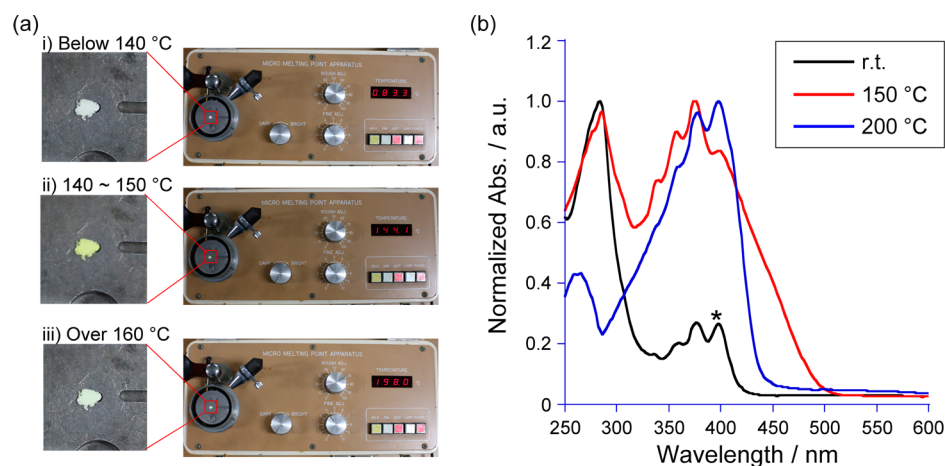 (a)
i) Below 140 °C
MICRO MELTING POINT APPARATUS
ROUGH ADJ.
TEMPERATURE
0893
DARK BRIGHT
FINE ADJ.
ii) 140 ~ 150 °C
MICRO MELTING POINT APPARATUS
ROUGH ADJ.
TEMPERATURE
1441
DARK BRIGHT
FINE ADJ.
iii) Over 160 °C
MICRO MELTING POINT APPARATUS
ROUGH ADJ.
TEMPERATURE
1980
DARK BRIGHT
FINE ADJ.
(b)
Normalized Abs. / a.u.
1.2
1.0
0.8
0.6
0.4
0.2
0
r.t.
150 °C
200 °C
*
250 300 350 400 450 500 550 600
Wavelength / nm